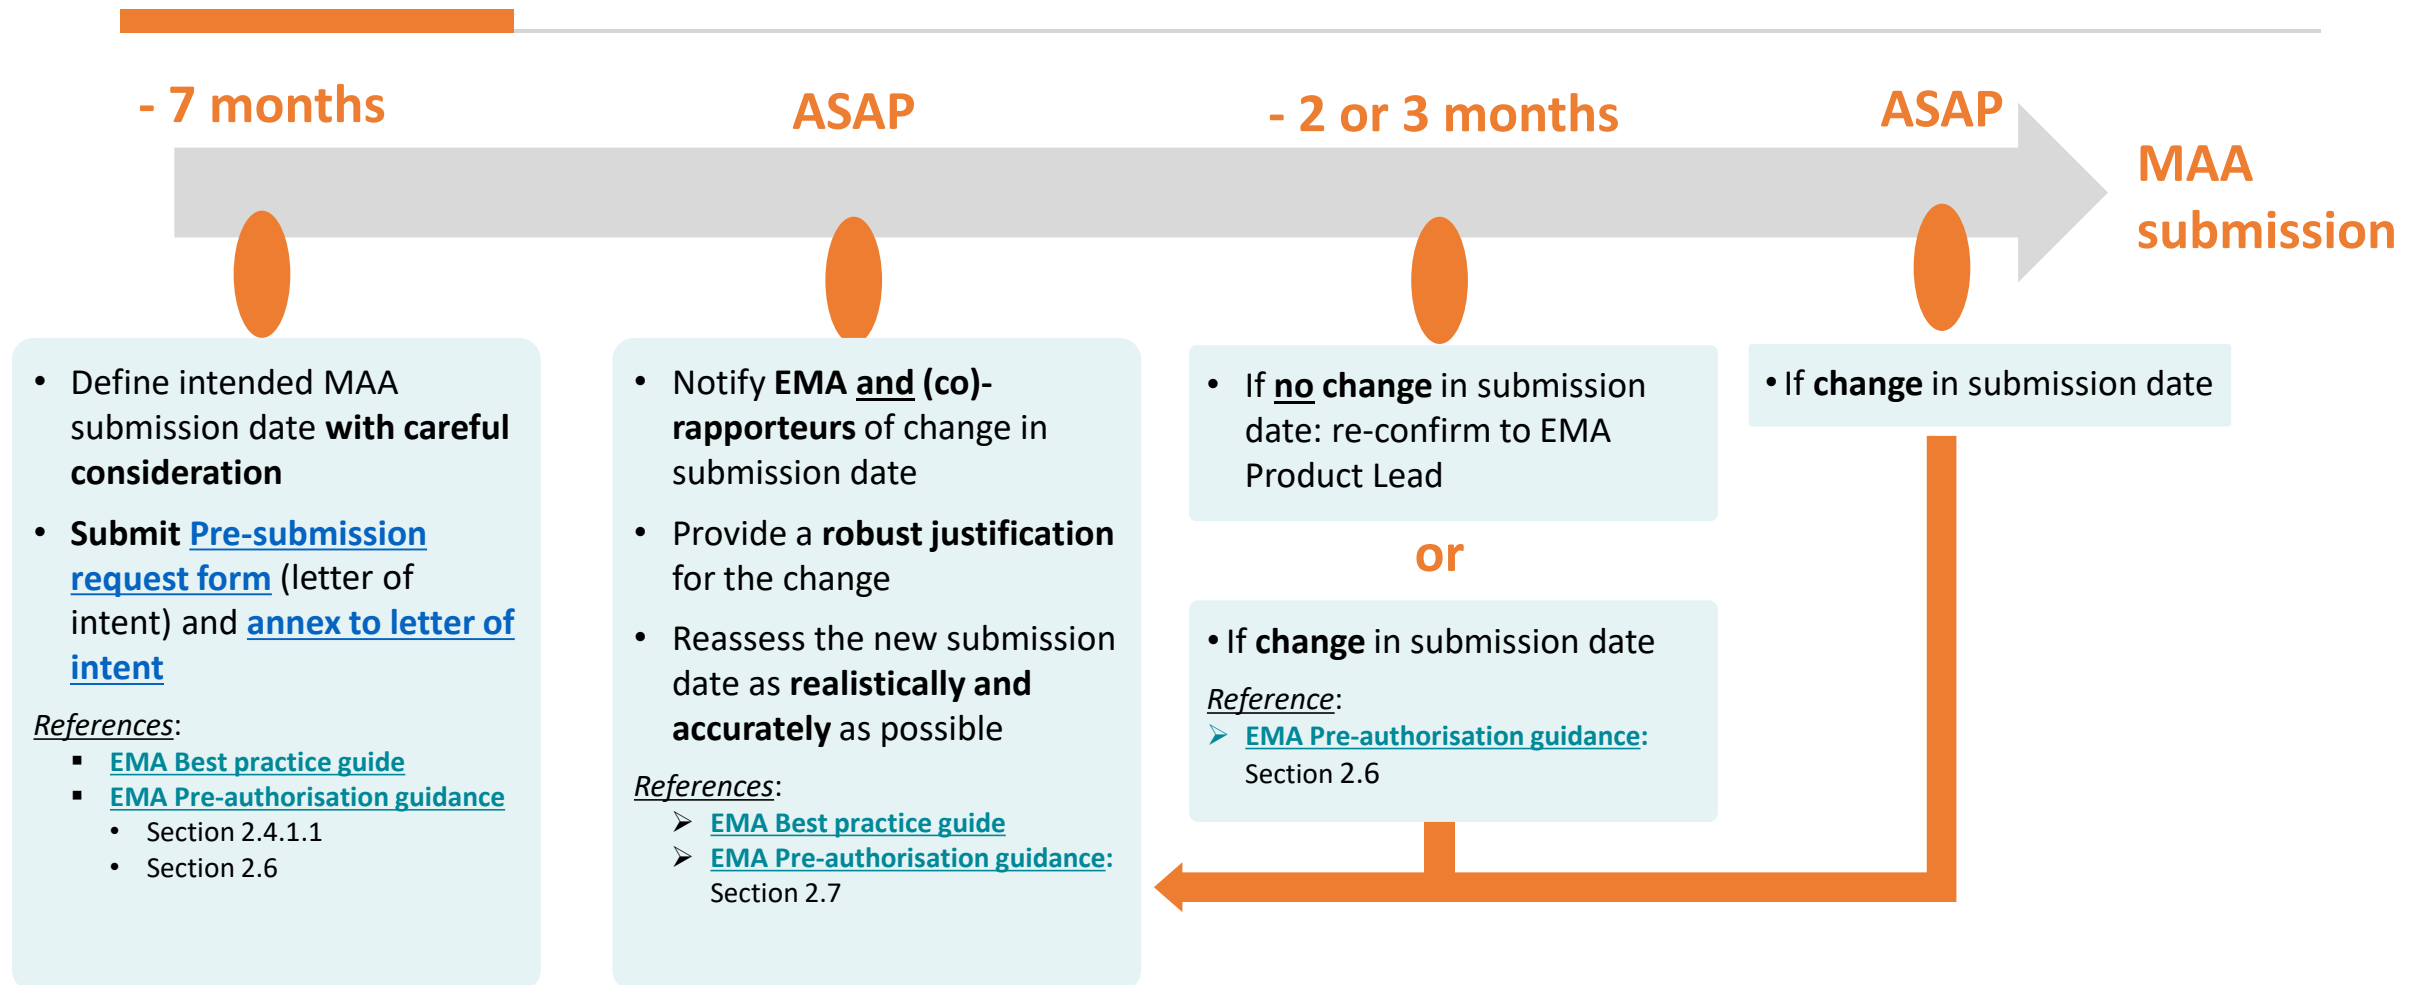 - 7 months
ASAP
- 2 or 3 months
ASAP
MAA
submission
• Define intended MAA
submission date with careful
consideration
• Submit Pre-submission
request form (letter of
intent) and annex to letter of
intent
References:
▪ EMA Best practice guide
▪ EMA Pre-authorisation guidance
• Section 2.4.1.1
• Section 2.6
• Notify EMA and (co)-
rapporteurs of change in
submission date
• Provide a robust justification
for the change
• Reassess the new submission
date as realistically and
accurately as possible
References:
➢ EMA Best practice guide
➢ EMA Pre-authorisation guidance:
Section 2.7
• If no change in submission
date: re-confirm to EMA
Product Lead
or
• If change in submission date
Reference:
➢ EMA Pre-authorisation guidance:
Section 2.6
• If change in submission date